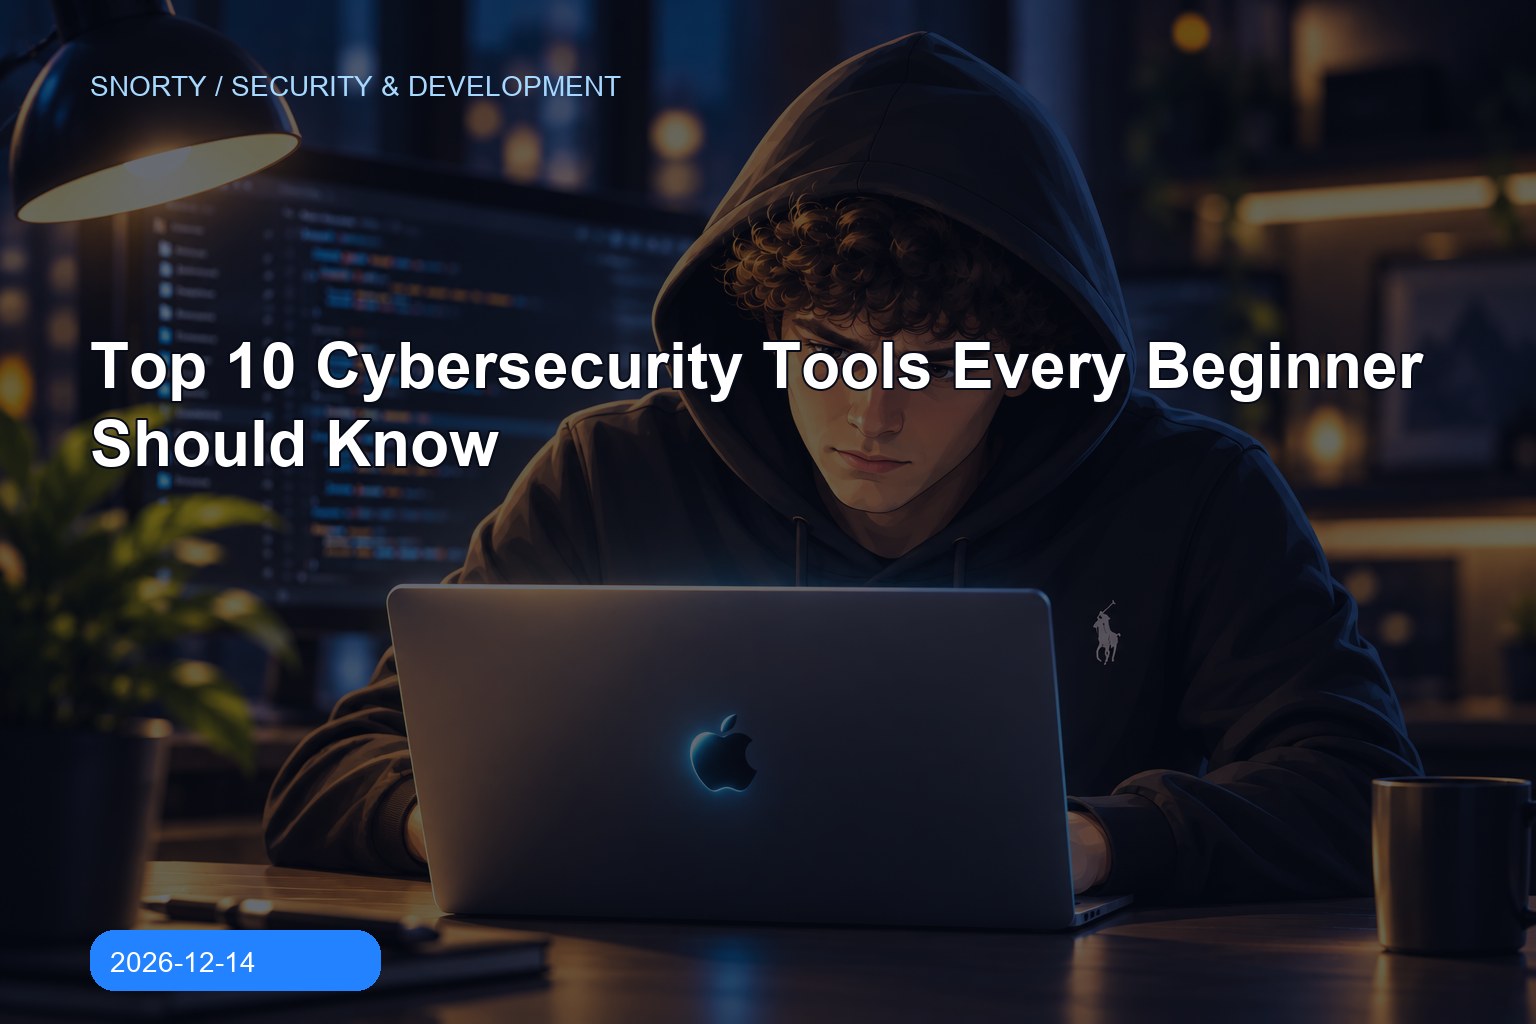 SNORTY / SECURITY & DEVELOPMENT
Top 10 Cybersecurity Tools Every Beginner
Should Know
2026-12-14